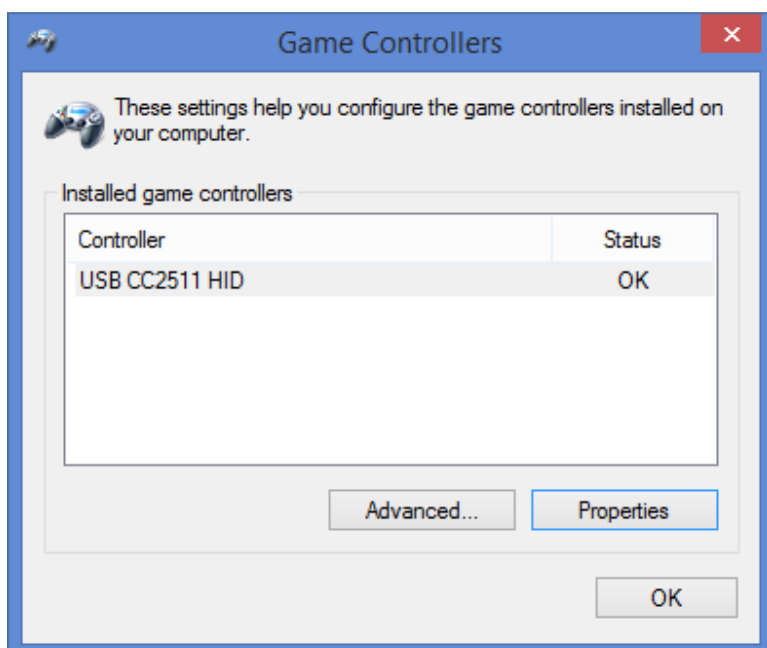 Game Controllers
These settings help you configure the game controllers installed on
your computer.
Installed game controllers
Controller Status
USB CC2511 HID OK
Advanced... Properties
OK